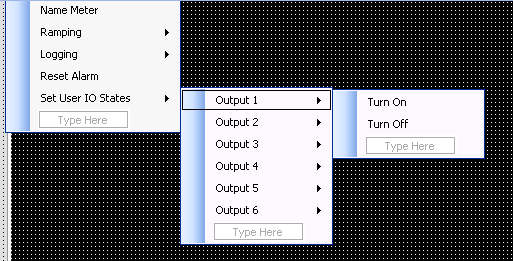 Name Meter
Ramping
Logging
Reset Alarm
Set User IO States
Type Here
Output 1
Output 2
Output 3
Output 4
Output 5
Output 6
Type Here
Turn On
Turn Off
Type Here